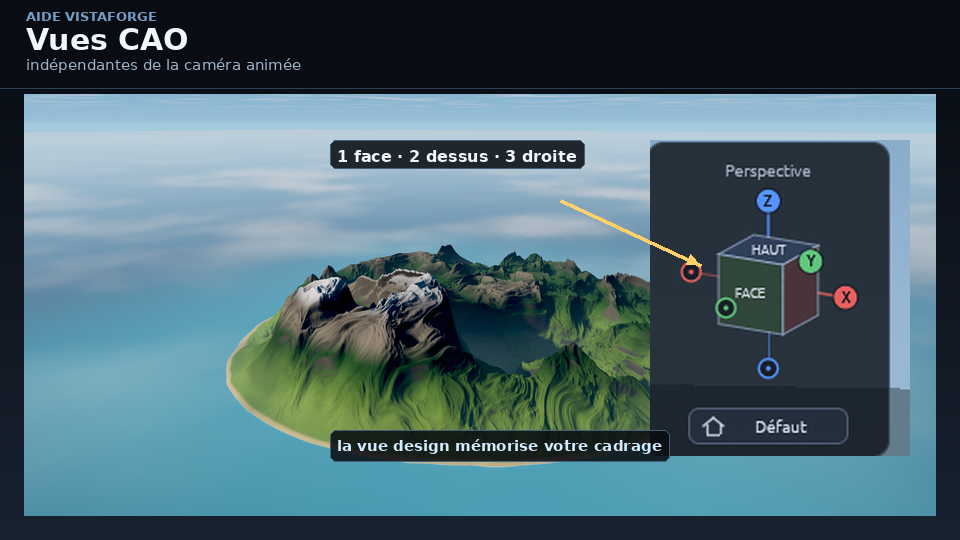 AIDE VISTAFORGE
Vues CAO
indépendantes de la caméra animée
1 face · 2 dessus · 3 droite
Perspective
Z
HAUT
Y
FACE
X
Défaut
la vue design mémorise votre cadrage